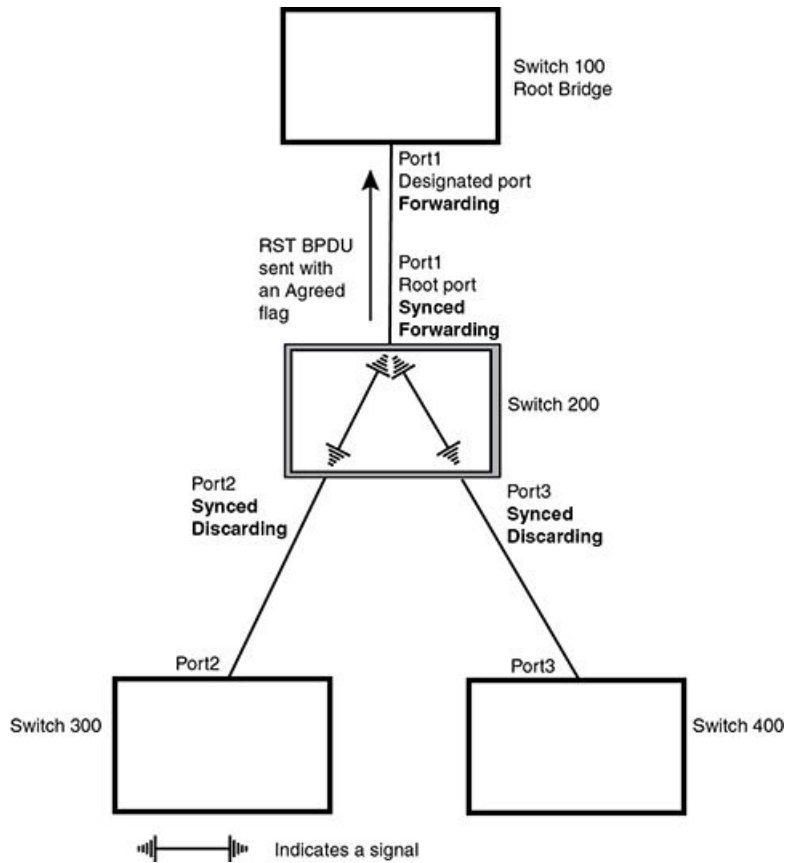 Switch 100
Root Bridge
Port1
Designated port
Forwarding
RST BPDU
sent with
an Agreed
flag
Port1
Root port
Synced
Forwarding
Switch 200
Port2
Synced
Discarding
Port3
Synced
Discarding
Port2
Port3
Switch 300
Switch 400
Indicates a signal